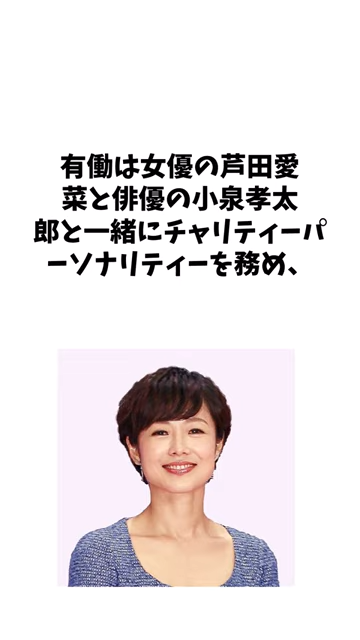 有働は女優の芦田愛
菜と俳優の小泉孝太
郎と一緒にチャリティーパ
ーソナリティーを務め、